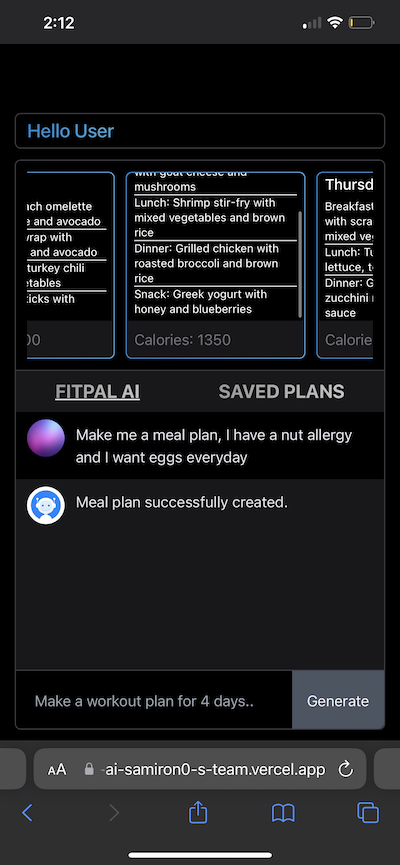 2:12
Hello User
ach omelette
e and avocado
wrap with
and avocado
turkey chili
etables
icks with
00
with goat cheese and
mushrooms
Lunch: Shrimp stir-fry with
mixed vegetables and brown
rice
Dinner: Grilled chicken with
roasted broccoli and brown
rice
Snack: Greek yogurt with
honey and blueberries
Calories: 1350
Thursd
Breakfast
with scra
mixed ve
Lunch: Tu
lettuce, t
Dinner: G
zucchini
sauce
Calorie
FITPAL AI
SAVED PLANS
Make me a meal plan, I have a nut allergy
and I want eggs everyday
Meal plan successfully created.
Make a workout plan for 4 days..
Generate
AA
-ai-samiron0-s-team.vercel.app